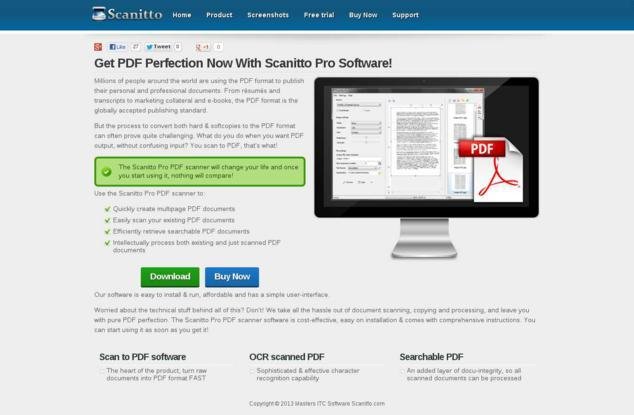 Scanitto Home Product Screenshots Free trial Buy Now Support
Like 27 Tweet 0 +1 0
Get PDF Perfection Now With Scanitto Pro Software!
Millions of people around the world are using the PDF format to publish
their personal and professional documents. From résumés and
transcripts to marketing collateral and e-books, the PDF format is the
globally accepted publishing standard.
But the process to convert both hard & softcopies to the PDF format
can often prove quite challenging. What do you do when you want PDF
output, without confusing input? You scan to PDF, that's what!
The Scanitto Pro PDF scanner will change your life and once
you start using it, nothing will compare!
PDF
Use the Scanitto Pro PDF scanner to:
Quickly create multipage PDF documents
Easily scan your existing PDF documents
Efficiently retrieve searchable PDF documents
Intellectually process both existing and just scanned PDF
documents
Download Buy Now
Our software is easy to install & run, affordable and has a simple user-interface.
Worried about the technical stuff behind all of this? Don't! We take all the hassle out of document scanning, copying and processing, and leave you
with pure PDF perfection. The Scanitto Pro PDF scanner software is cost-effective, easy on installation & comes with comprehensive instructions. You
can start using it as soon as you get it!
Scan to PDF software
The heart of the product, turn raw
documents into PDF format FAST
OCR scanned PDF
Sophisticated & effective character
recognition capability
Searchable PDF
An added layer of docu-integrity, so all
scanned documents can be processed
Copyright © 2013 Masters ITC Software Scanitto.com